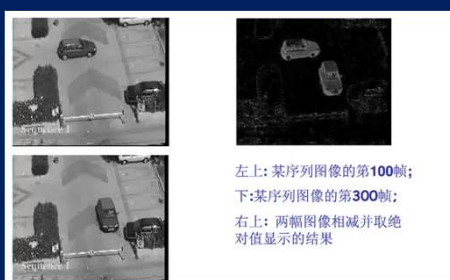 Sequence 1
Sequence 1
左上: 某序列图像的第100帧;
下:某序列图像的第300帧;
右上: 两幅图像相减并取绝
对值显示的结果